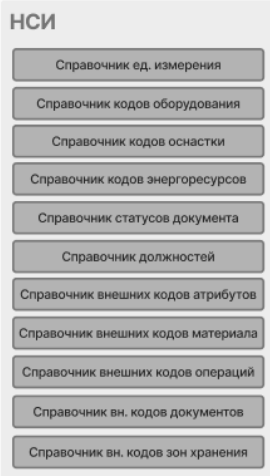 НСИ
Справочник ед. измерения
Справочник кодов оборудования
Справочник кодов оснастки
Справочник кодов энергоресурсов
Справочник статусов документа
Справочник должностей
Справочник внешних кодов атрибутов
Справочник внешних кодов материала
Справочник внешних кодов операций
Справочник вн. кодов документов
Справочник вн. кодов зон хранения